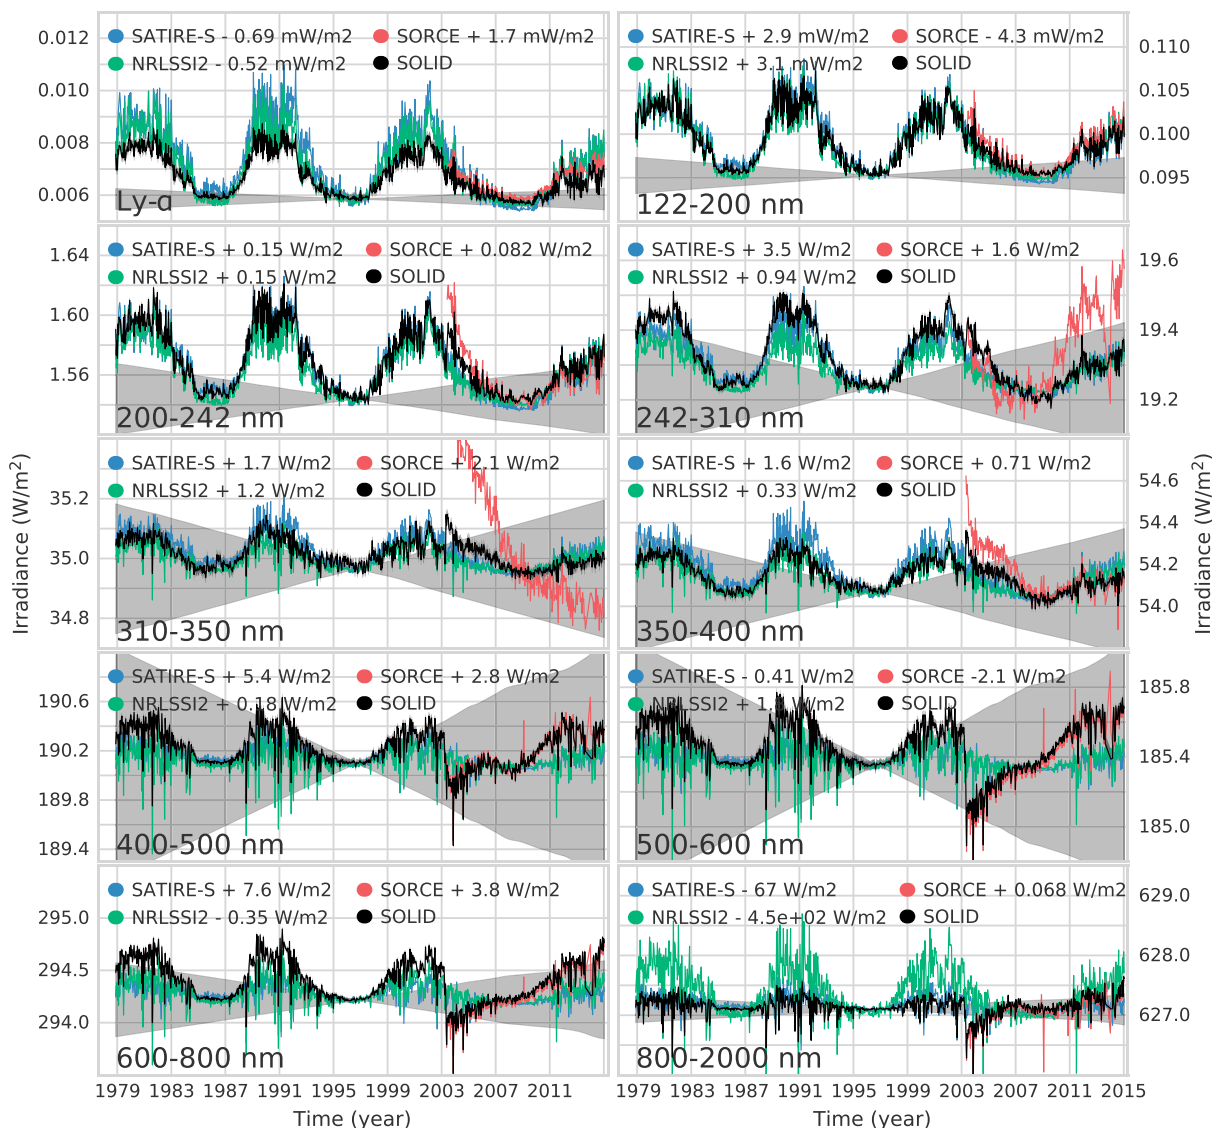 SATIRE-S - 0.69 mW/m2 SORCE + 1.7 mW/m2
NRLSSI2 - 0.52 mW/m2 SOLID
0.012
0.010
0.008
0.006
Ly-α
SATIRE-S + 2.9 mW/m2 SORCE - 4.3 mW/m2
NRLSSI2 + 3.1 mW/m2 SOLID
0.110
0.105
0.100
0.095
122-200 nm
SATIRE-S + 0.15 W/m2 SORCE + 0.082 W/m2
NRLSSI2 + 0.15 W/m2 SOLID
1.64
1.60
1.56
200-242 nm
SATIRE-S + 3.5 W/m2 SORCE + 1.6 W/m2
NRLSSI2 + 0.94 W/m2 SOLID
19.6
19.4
19.2
242-310 nm
SATIRE-S + 1.7 W/m2 SORCE + 2.1 W/m2
NRLSSI2 + 1.2 W/m2 SOLID
35.2
35.0
34.8
310-350 nm
Irradiance (W/m2)
SATIRE-S + 1.6 W/m2 SORCE + 0.71 W/m2
NRLSSI2 + 0.33 W/m2 SOLID
54.6
54.4
54.2
54.0
350-400 nm
Irradiance (W/m2)
SATIRE-S + 5.4 W/m2 SORCE + 2.8 W/m2
NRLSSI2 + 0.18 W/m2 SOLID
190.6
190.2
189.8
189.4
400-500 nm
SATIRE-S - 0.41 W/m2 SORCE -2.1 W/m2
NRLSSI2 + W/m2 SOLID
185.8
185.4
185.0
500-600 nm
SATIRE-S + 7.6 W/m2 SORCE + 3.8 W/m2
NRLSSI2 - 0.35 W/m2 SOLID
295.0
294.5
294.0
600-800 nm
SATIRE-S - 67 W/m2 SORCE + 0.068 W/m2
NRLSSI2 - 4.5e+02 W/m2 SOLID
629.0
628.0
627.0
800-2000 nm
1979 1983 1987 1991 1995 1999 2003 2007 2011
Time (year)
1979 1983 1987 1991 1995 1999 2003 2007 2011 2015
Time (year)